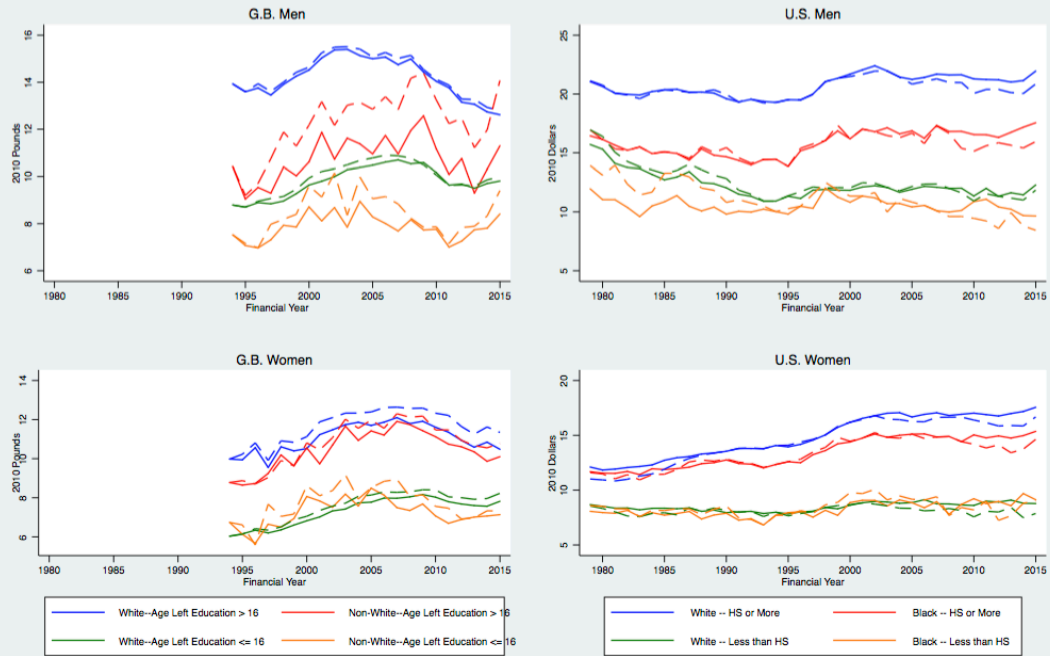 G.B. Men
16
14
12
10
8
6
2010 Pounds
1980 1985 1990 1995 2000 2005 2010 2015
Financial Year
U.S. Men
25
20
15
10
5
2010 Dollars
1980 1985 1990 1995 2000 2005 2010 2015
Financial Year
G.B. Women
14
12
10
8
6
2010 Pounds
1980 1985 1990 1995 2000 2005 2010 2015
Financial Year
U.S. Women
20
15
10
5
2010 Dollars
1980 1985 1990 1995 2000 2005 2010 2015
Financial Year
White--Age Left Education > 16 Non-White--Age Left Education > 16
White--Age Left Education <= 16 Non-White--Age Left Education <= 16
White -- HS or More Black -- HS or More
White -- Less than HS Black -- Less than HS